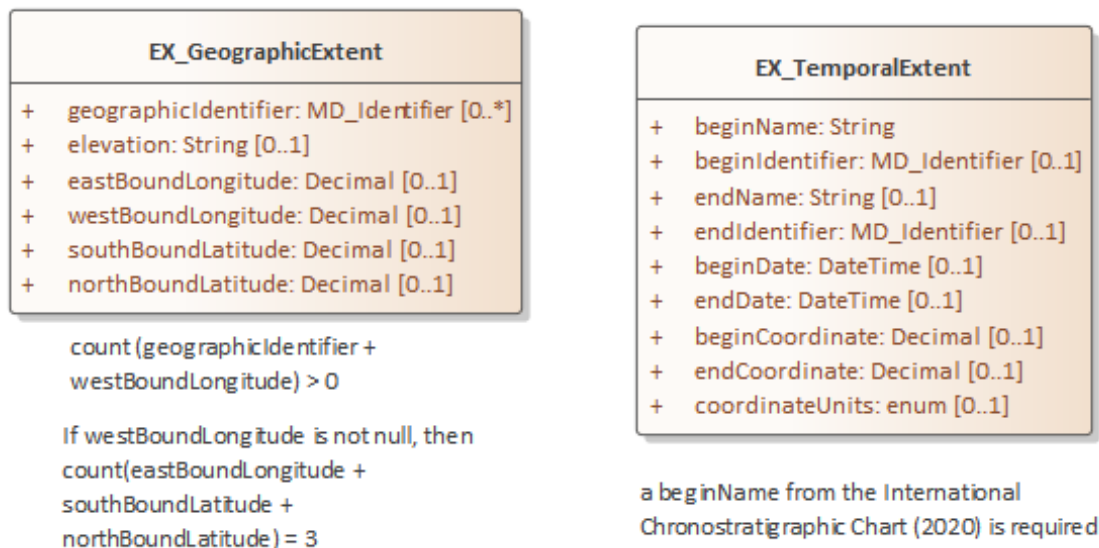 EX_GeographicExtent
+ geographicIdentifier: MD_Identifier [0..*]
+ elevation: String [0..1]
+ eastBoundLongitude: Decimal [0..1]
+ westBoundLongitude: Decimal [0..1]
+ southBoundLatitude: Decimal [0..1]
+ northBoundLatitude: Decimal [0..1]
count (geographicIdentifier +
westBoundLongitude) > 0
If westBoundLongitude is not null, then
count(eastBoundLongitude +
southBoundLatitude +
northBoundLatitude) = 3
EX_TemporalExtent
+ beginName: String
+ beginIdentifier: MD_Identifier [0..1]
+ endName: String [0..1]
+ endIdentifier: MD_Identifier [0..1]
+ beginDate: DateTime [0..1]
+ endDate: DateTime [0..1]
+ beginCoordinate: Decimal [0..1]
+ endCoordinate: Decimal [0..1]
+ coordinateUnits: enum [0..1]
a beginName from the International
Chronostratigraphic Chart (2020) is required